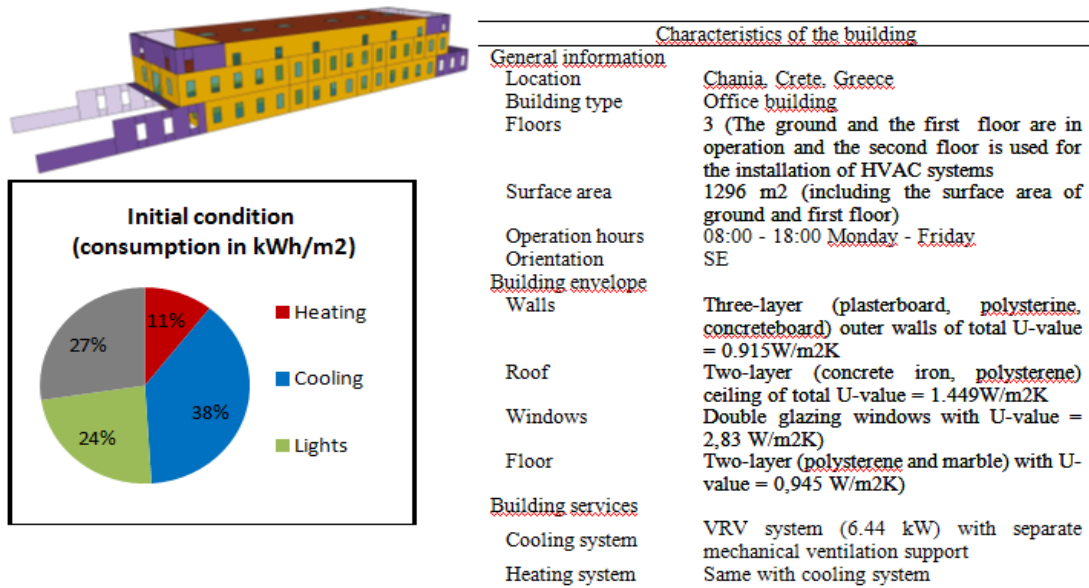 Initial condition
(consumption in kWh/m2)
11%
38%
24%
27%
Heating
Cooling
Lights
Characteristics of the building
General information
Location Chania, Crete, Greece
Building type Office building
Floors 3 (The ground and the first floor are in
operation and the second floor is used for
the installation of HVAC systems
Surface area 1296 m2 (including the surface area of
ground and first floor)
Operation hours 08:00 - 18:00 Monday - Friday
Orientation SE
Building envelope
Walls Three-layer (plasterboard, polysterine,
concreteboard) outer walls of total U-value
= 0.915W/m2K
Roof Two-layer (concrete iron, polysterene)
ceiling of total U-value = 1.449W/m2K
Windows Double glazing windows with U-value =
2,83 W/m2K)
Floor Two-layer (polysterene and marble) with U-
value = 0,945 W/m2K)
Building services
Cooling system VRV system (6.44 kW) with separate
mechanical ventilation support
Heating system Same with cooling system